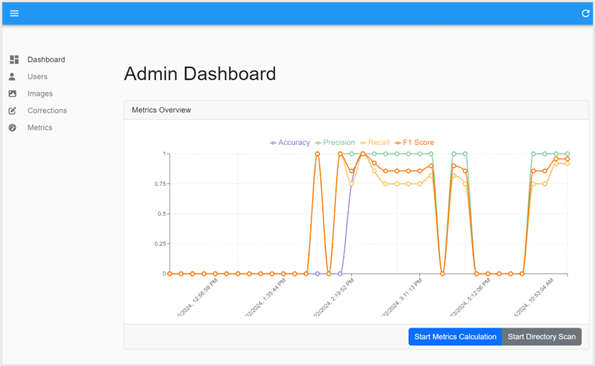 Dashboard
Users
Images
Corrections
Metrics
Admin Dashboard
Metrics Overview
Accuracy Precision Recall F1 Score
1
0.75
0.5
0.25
0
2024, 12:56:59 PM
2024, 1:35:44 PM
2024, 2:19:52 PM
2024, 3:11:13 PM
2024, 5:12:06 PM
2024, 10:53:04 AM
Start Metrics Calculation Start Directory Scan